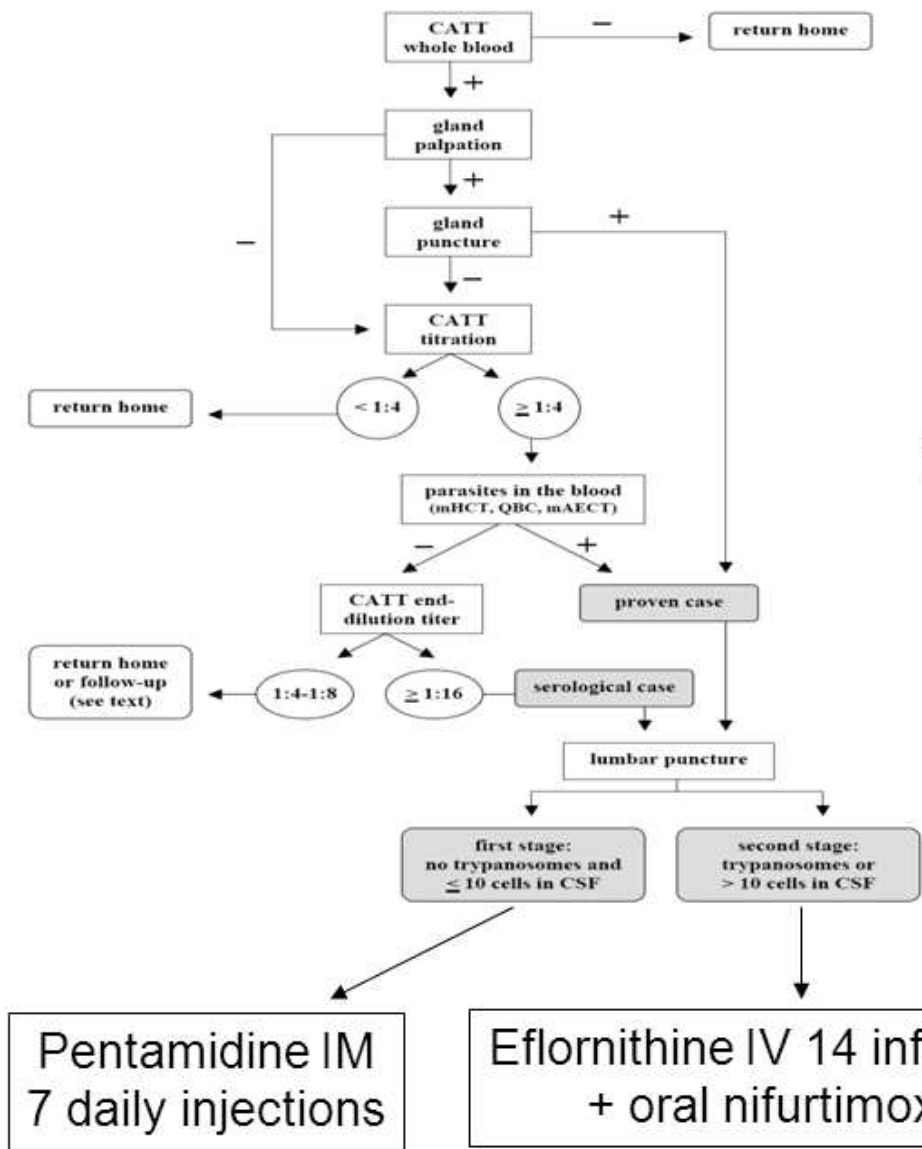 CATT
whole blood
−
return home
+
gland
palpation
+
gland
puncture
+
−
−
CATT
titration
return home
< 1:4
≥ 1:4
parasites in the blood
(mHCT, QBC, mAECT)
−
+
CATT end-
dilution titer
proven case
return home
or follow-up
(see text)
1:4-1:8
≥ 1:16
serological case
lumbar puncture
first stage:
no trypanosomes and
≤ 10 cells in CSF
second stage:
trypanosomes or
> 10 cells in CSF
Pentamidine IM
7 daily injections
Eflornithine IV 14 inf
+ oral nifurtimox